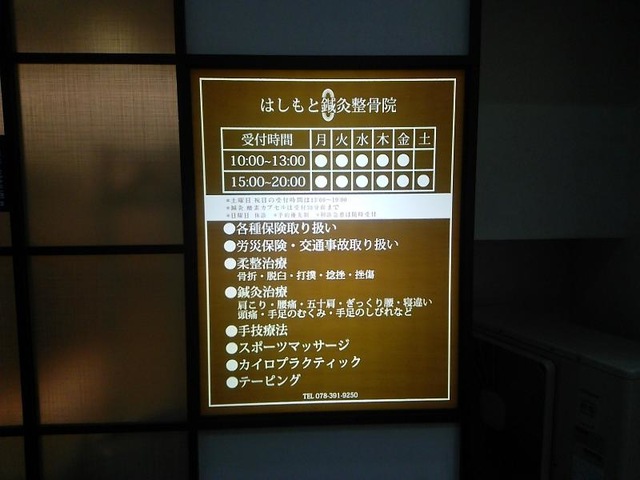 はしもと鍼灸整骨院
受付時間 月 火 水 木 金 土
10:00~13:00 ● ● ● ● ●
15:00~20:00 ● ● ● ● ● ●
●各種保険取り扱い
●労災保険・交通事故取り扱い
●柔整治療
骨折・脱臼・打撲・捻挫・挫傷
●鍼灸治療
肩こり・腰痛・五十肩・ぎっくり腰・寝違い
頭痛・手足のむくみ・手足のしびれなど
●手技療法
●スポーツマッサージ
●カイロプラクティック
●テーピング
TEL 078-391-9250